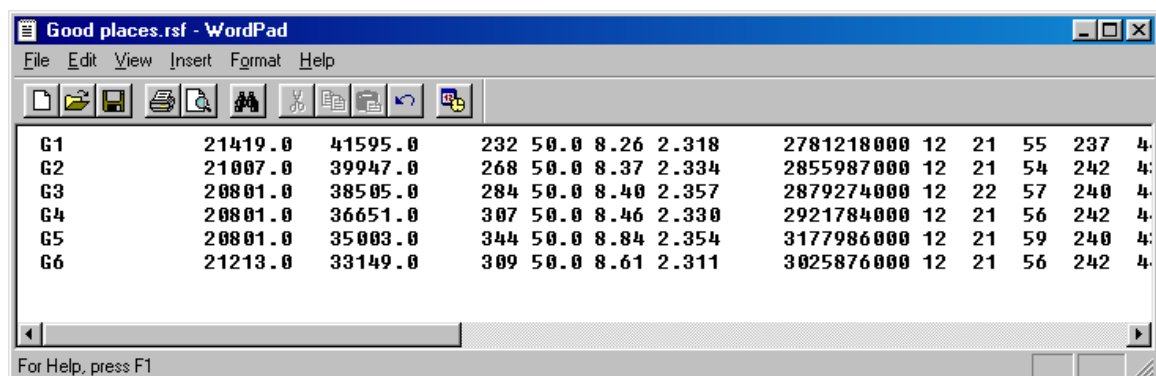 Good places.rsf - WordPad
File Edit View Insert Format Help
G1 21419.0 41595.0 232 50.0 8.26 2.318 2781218000 12 21 55 237
G2 21007.0 39947.0 268 50.0 8.37 2.334 2855987000 12 21 54 242
G3 20801.0 38505.0 284 50.0 8.40 2.357 2879274000 12 22 57 240
G4 20801.0 36651.0 307 50.0 8.46 2.330 2921784000 12 21 56 242
G5 20801.0 35003.0 344 50.0 8.84 2.354 3177986000 12 21 59 240
G6 21213.0 33149.0 309 50.0 8.61 2.311 3025876000 12 21 56 242
For Help, press F1